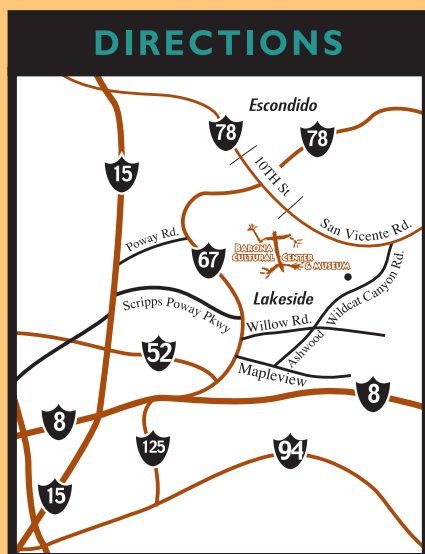 DIRECTIONS
Escondido
78
78
10TH St
15
San Vicente Rd.
Poway Rd.
BARONA
CULTURAL CENTER
& MUSEUM
67
Wildcat Canyon Rd.
Lakeside
Scripps Poway Pkwy
Willow Rd.
Ashwood
52
Mapleview
8
8
125
94
15